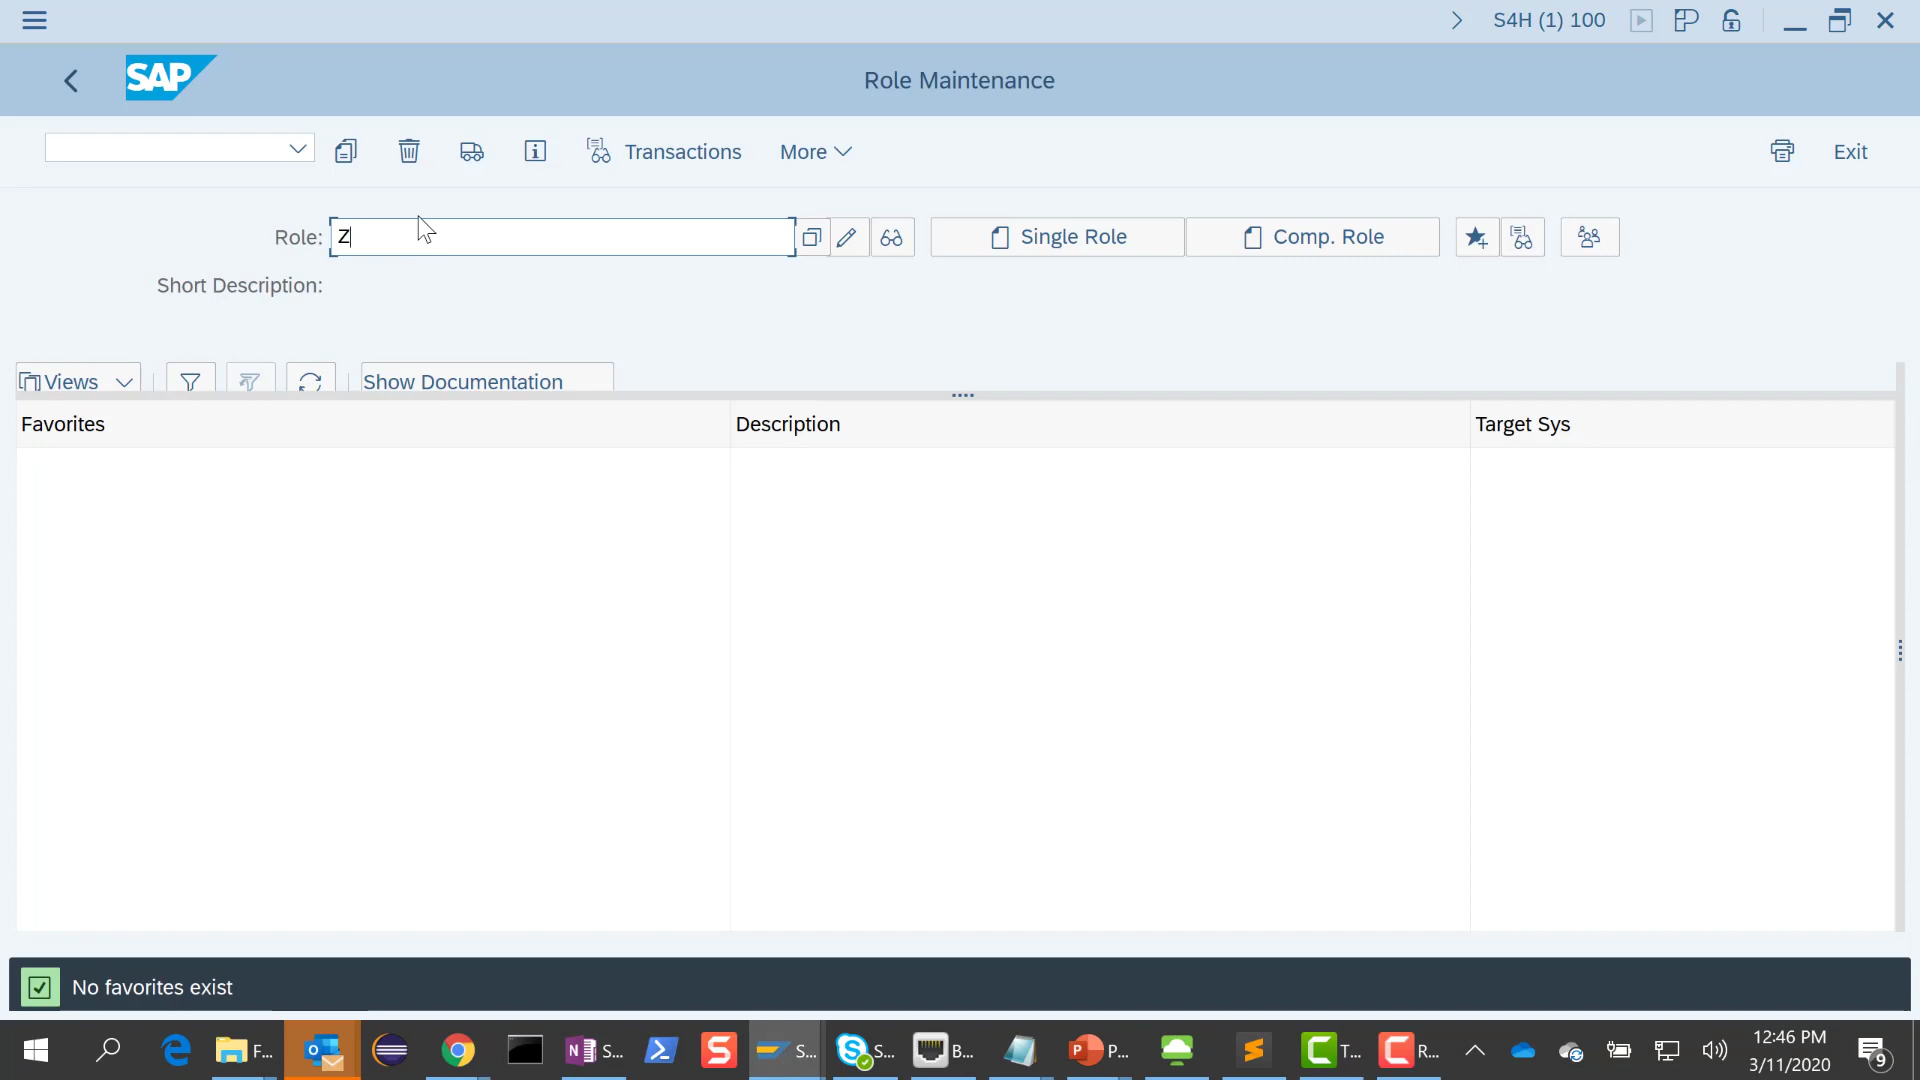 S4H (1) 100
SAP
Role Maintenance
Transactions
More
Exit
Role:
Z
Single Role
Comp. Role
Short Description:
Views
Show Documentation
Favorites
Description
Target Sys
No favorites exist
F...
S...
S...
S...
B...
P...
T...
R...
12:46 PM
3/11/2020
9